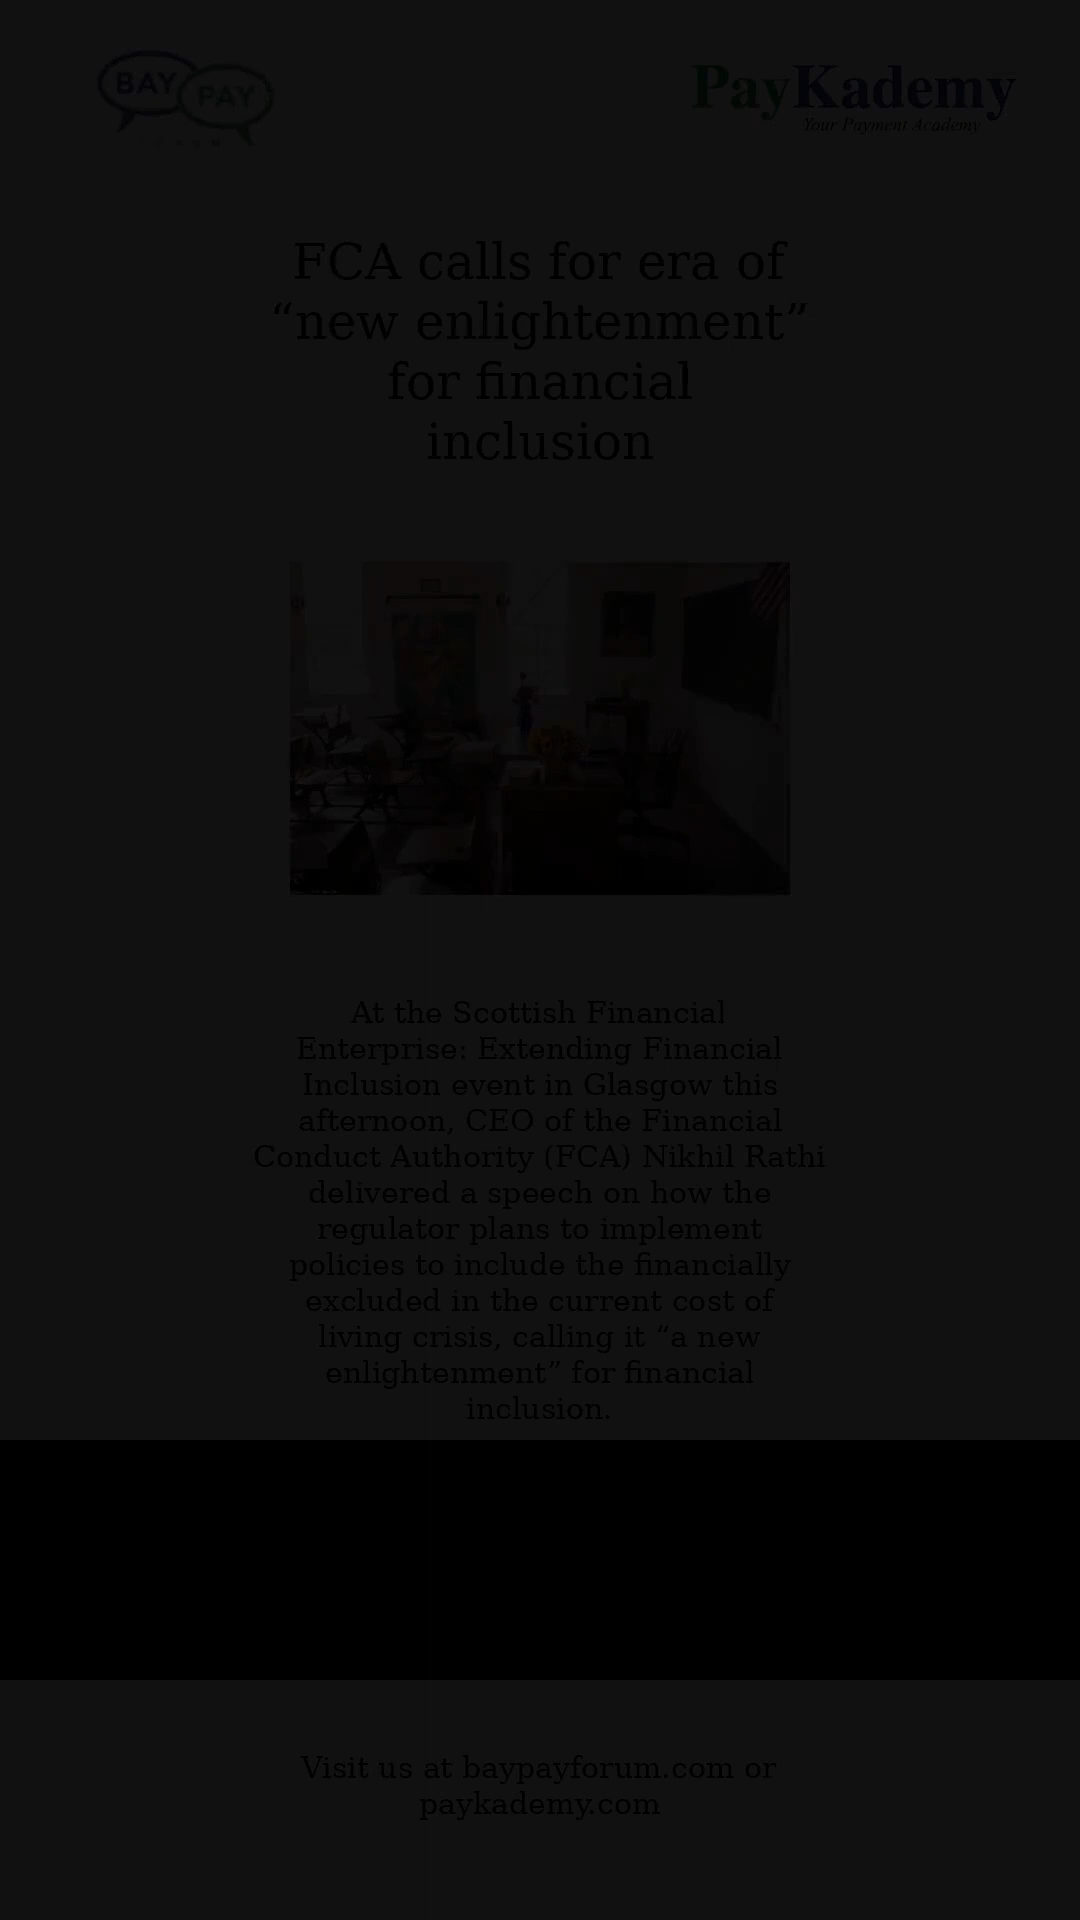 BAY PAY
PayKademy
Your Payment Academy
FCA calls for era of
“new enlightenment”
for financial
inclusion
At the Scottish Financial
Enterprise: Extending Financial
Inclusion event in Glasgow this
afternoon, CEO of the Financial
Conduct Authority (FCA) Nikhil Rathi
delivered a speech on how the
regulator plans to implement
policies to include the financially
excluded in the current cost of
living crisis, calling it “a new
enlightenment” for financial
inclusion.
Visit us at baypayforum.com or
paykademy.com